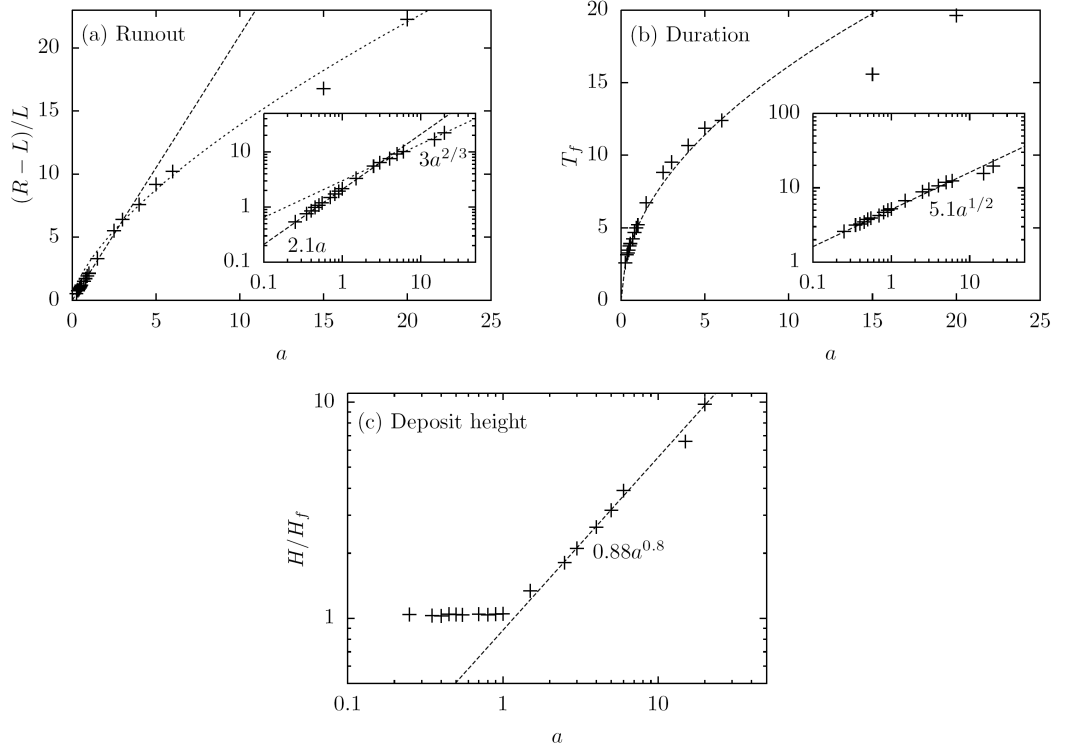 (a) Runout
(R − L)/L
20
15
10
5
0
0 5 10 15 20 25
a
10
1
0.1
0.1 1 10
3a^{2/3}
2.1a
(b) Duration
T_f
20
15
10
5
0
0 5 10 15 20 25
a
100
10
1
0.1 1 10
5.1a^{1/2}
(c) Deposit height
H/H_f
10
1
0.1 1 10
a
0.88a^{0.8}